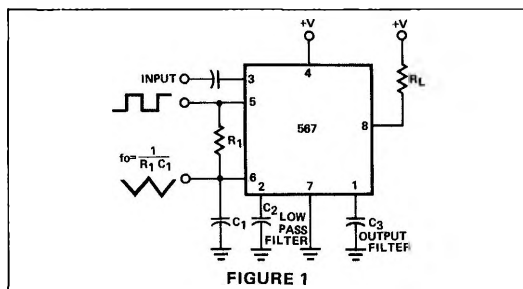 +V
+V
INPUT
3
4
5
R1
567
8
RL
fo= 1
R1 C1
6
2
7
1
C1
C2
LOW
PASS
FILTER
C3
OUTPUT
FILTER
FIGURE 1